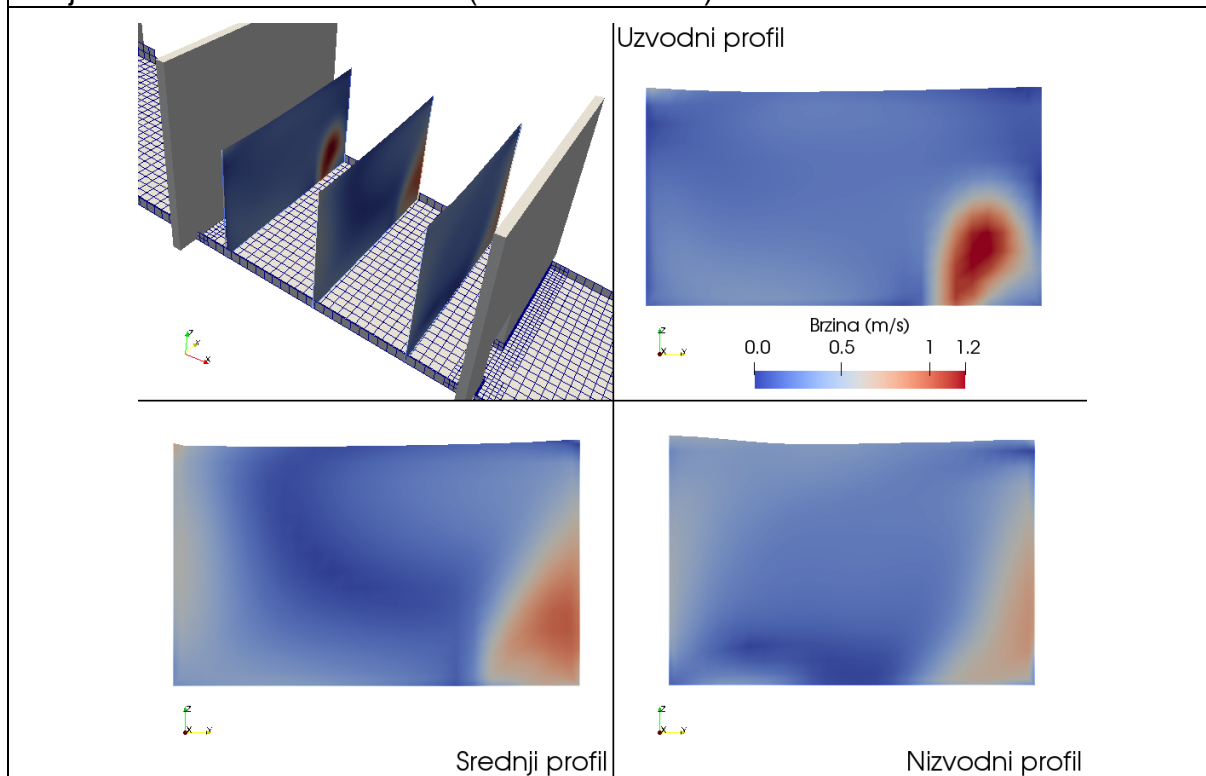 Uzvodni profil
Brzina (m/s)
0.0 0.5 1 1.2
Z
X Y
Z
Y
X
Z
X Y
Z
X Y
Srednji profil
Nizvodni profil